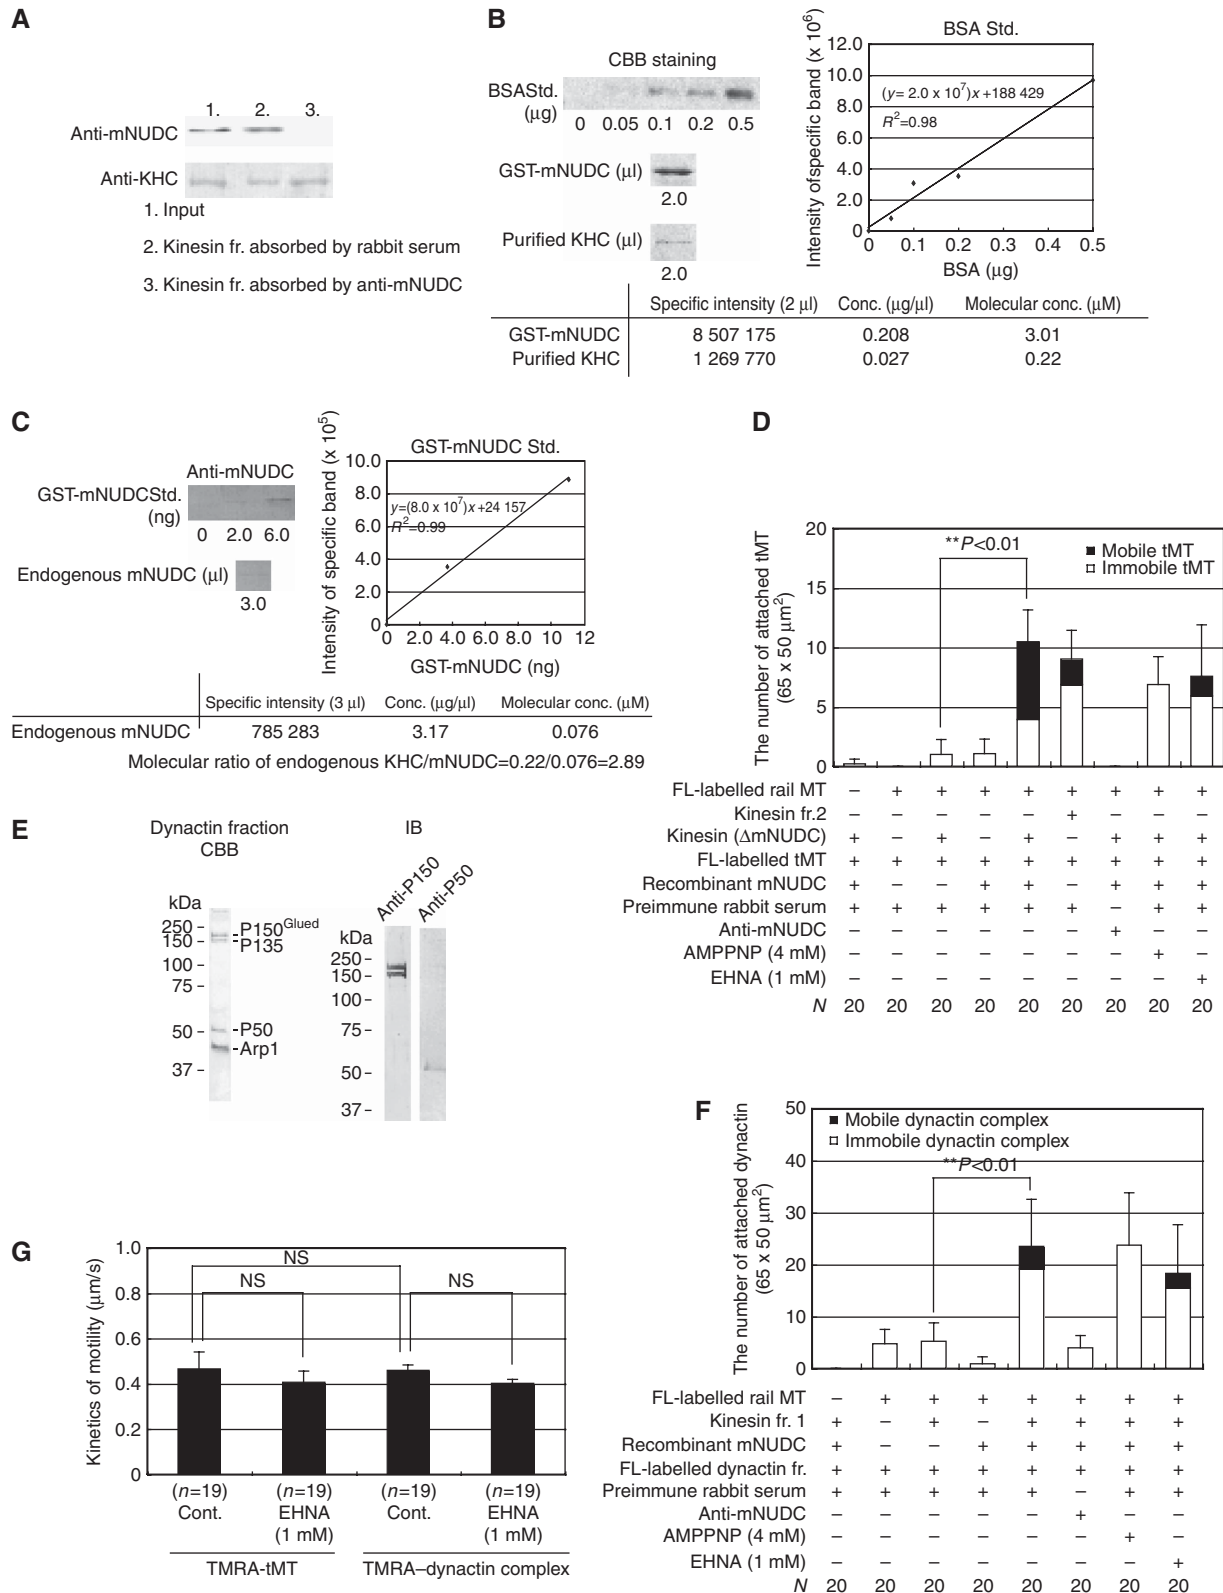 A
1. 2. 3.
Anti-mNUDC
Anti-KHC
1. Input
2. Kinesin fr. absorbed by rabbit serum
3. Kinesin fr. absorbed by anti-mNUDC
B
CBB staining
BSAStd.
(μg)
0 0.05 0.1 0.2 0.5
GST-mNUDC (μl)
2.0
Purified KHC (μl)
2.0
BSA Std.
Intensity of specific band (x 10⁶)
12.0
10.0
8.0
6.0
4.0
2.0
0
(y= 2.0 x 10⁷)x+188 429
R²=0.98
0 0.1 0.2 0.3 0.4 0.5
BSA (μg)
Specific intensity (2 μl) Conc. (μg/μl) Molecular conc. (μM)
GST-mNUDC 8 507 175 0.208 3.01
Purified KHC 1 269 770 0.027 0.22
C
Anti-mNUDC
GST-mNUDCStd.
(ng)
0 2.0 6.0
Endogenous mNUDC (μl)
3.0
GST-mNUDC Std.
Intensity of specific band (x 10⁵)
10.0
8.0
6.0
4.0
2.0
0
y=(8.0 x 10⁷)x+24 157
R²=0.99
0 2.0 4.0 6.0 8.0 10.0 12
GST-mNUDC (ng)
Specific intensity (3 μl) Conc. (μg/μl) Molecular conc. (μM)
Endogenous mNUDC 785 283 3.17 0.076
Molecular ratio of endogenous KHC/mNUDC=0.22/0.076=2.89
D
The number of attached tMT
(65 x 50 μm²)
20
15
10
5
0
**P<0.01
Mobile tMT
Immobile tMT
FL-labelled rail MT − + + + + + + + +
Kinesin fr.2 − − − − − + − − −
Kinesin (ΔmNUDC) + − + − + − + + +
FL-labelled tMT + + + + + + + + +
Recombinant mNUDC + − − + + − + + +
Preimmune rabbit serum + + + + + + − + +
Anti-mNUDC − − − − − − + − −
AMPPNP (4 mM) − − − − − − − + −
EHNA (1 mM) − − − − − − − − +
N 20 20 20 20 20 20 20 20 20
E
Dynactin fraction
CBB
kDa
250
150
100
75
50
37
P150Glued
P135
P50
Arp1
IB
Anti-P150
Anti-P50
kDa
250
150
100
75
50
37
F
The number of attached dynactin
(65 x 50 μm²)
50
40
30
20
10
0
Mobile dynactin complex
Immobile dynactin complex
**P<0.01
FL-labelled rail MT − + + + + + + +
Kinesin fr. 1 + − + − + + + +
Recombinant mNUDC + − − + + + + +
FL-labelled dynactin fr. + + + + + + + +
Preimmune rabbit serum + + + + + − + +
Anti-mNUDC − − − − − + − −
AMPPNP (4 mM) − − − − − − + −
EHNA (1 mM) − − − − − − − +
N 20 20 20 20 20 20 20 20
G
Kinetics of motility (μm/s)
1.0
0.8
0.6
0.4
0.2
0
NS
NS
NS
(n=19) (n=19) (n=19) (n=19)
Cont. EHNA Cont. EHNA
(1 mM) (1 mM)
TMRA-tMT TMRA–dynactin complex